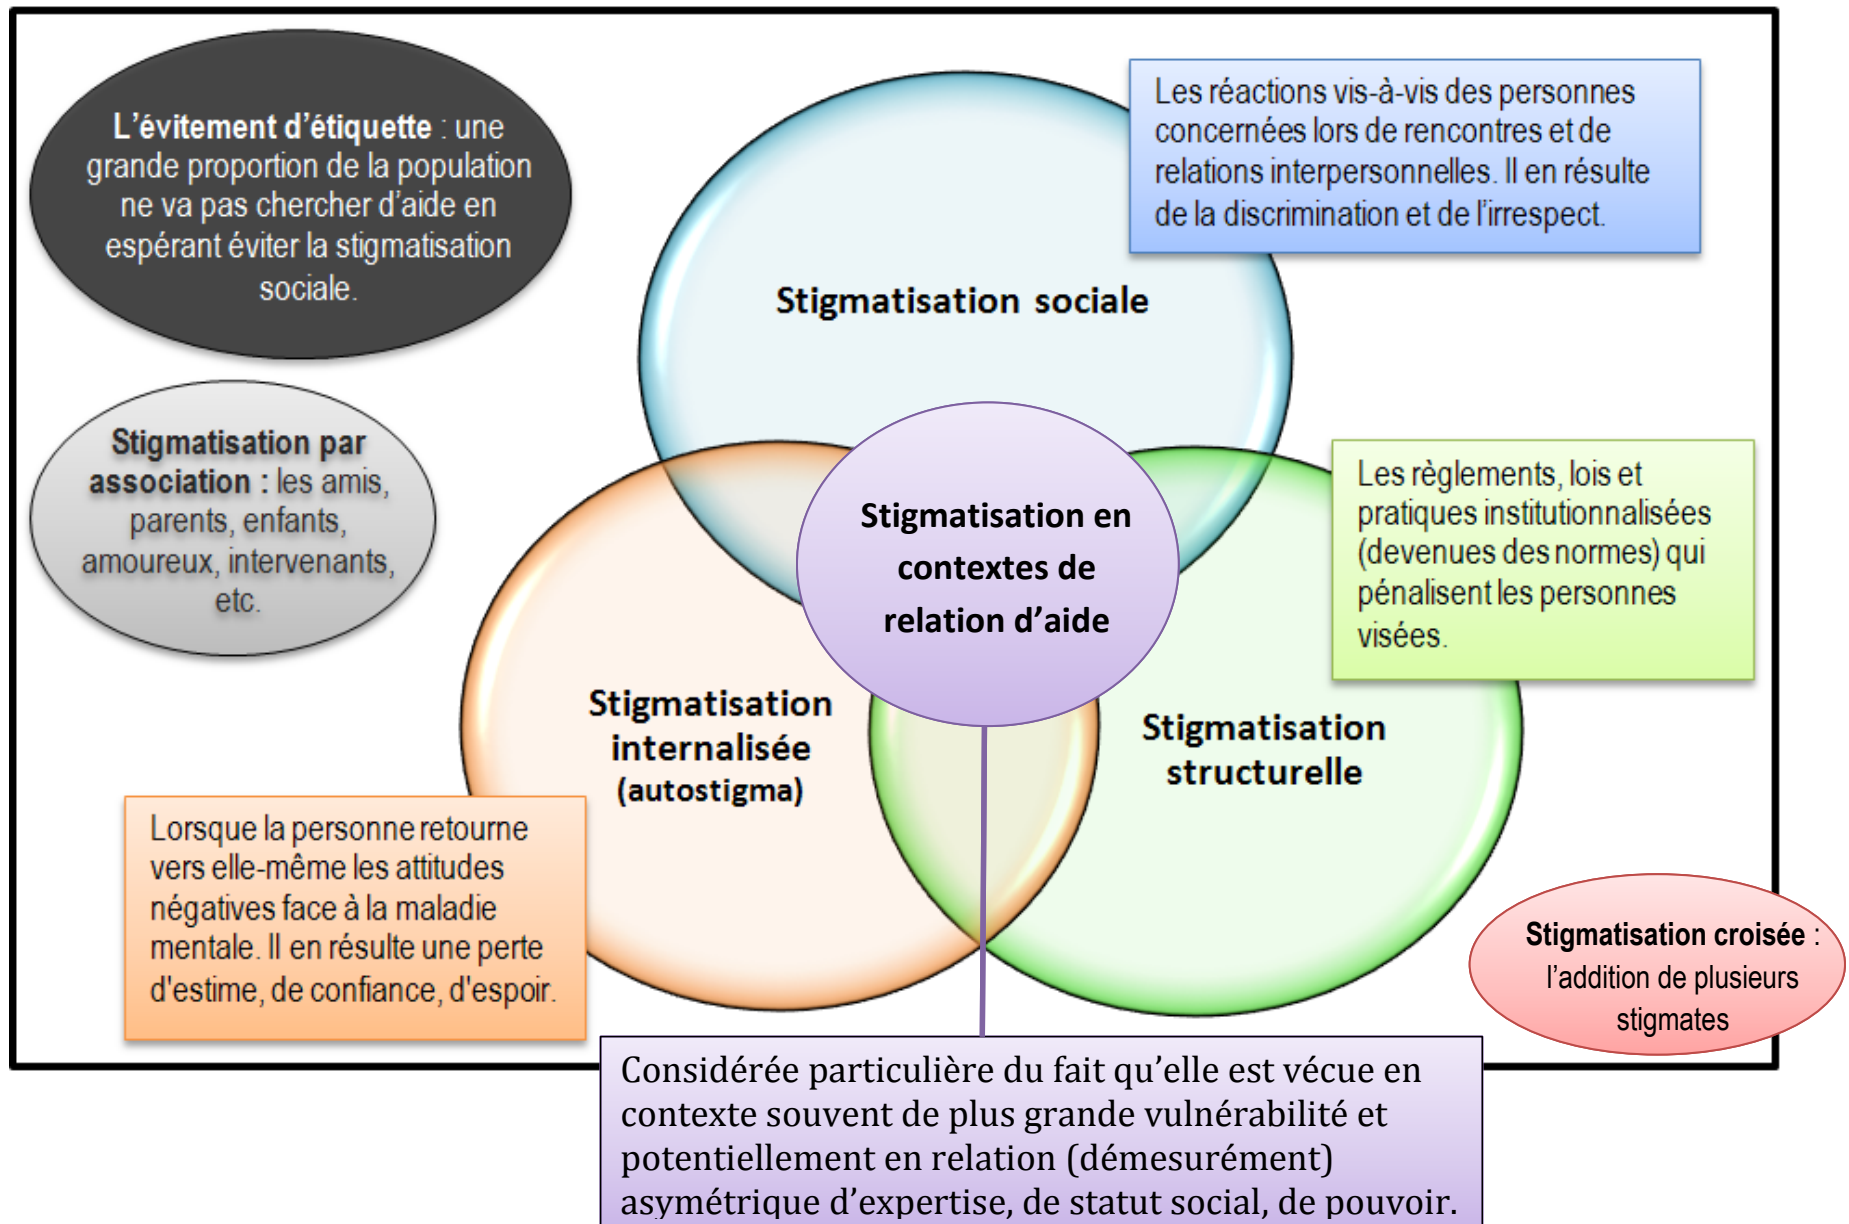 L'évitement d'étiquette : une
grande proportion de la population
ne va pas chercher d'aide en
espérant éviter la stigmatisation
sociale.
Les réactions vis-à-vis des personnes
concernées lors de rencontres et de
relations interpersonnelles. Il en résulte
de la discrimination et de l'irrespect.
Stigmatisation sociale
Stigmatisation par
association : les amis,
parents, enfants,
amoureux, intervenants,
etc.
Stigmatisation en
contextes de
relation d'aide
Les règlements, lois et
pratiques institutionnalisées
(devenues des normes) qui
pénalisent les personnes
visées.
Stigmatisation
internalisée
(autostigma)
Stigmatisation
structurelle
Lorsque la personne retourne
vers elle-même les attitudes
négatives face à la maladie
mentale. Il en résulte une perte
d'estime, de confiance, d'espoir.
Stigmatisation croisée :
l'addition de plusieurs
stigmates
Considérée particulière du fait qu'elle est vécue en
contexte souvent de plus grande vulnérabilité et
potentiellement en relation (démesurément)
asymétrique d'expertise, de statut social, de pouvoir.